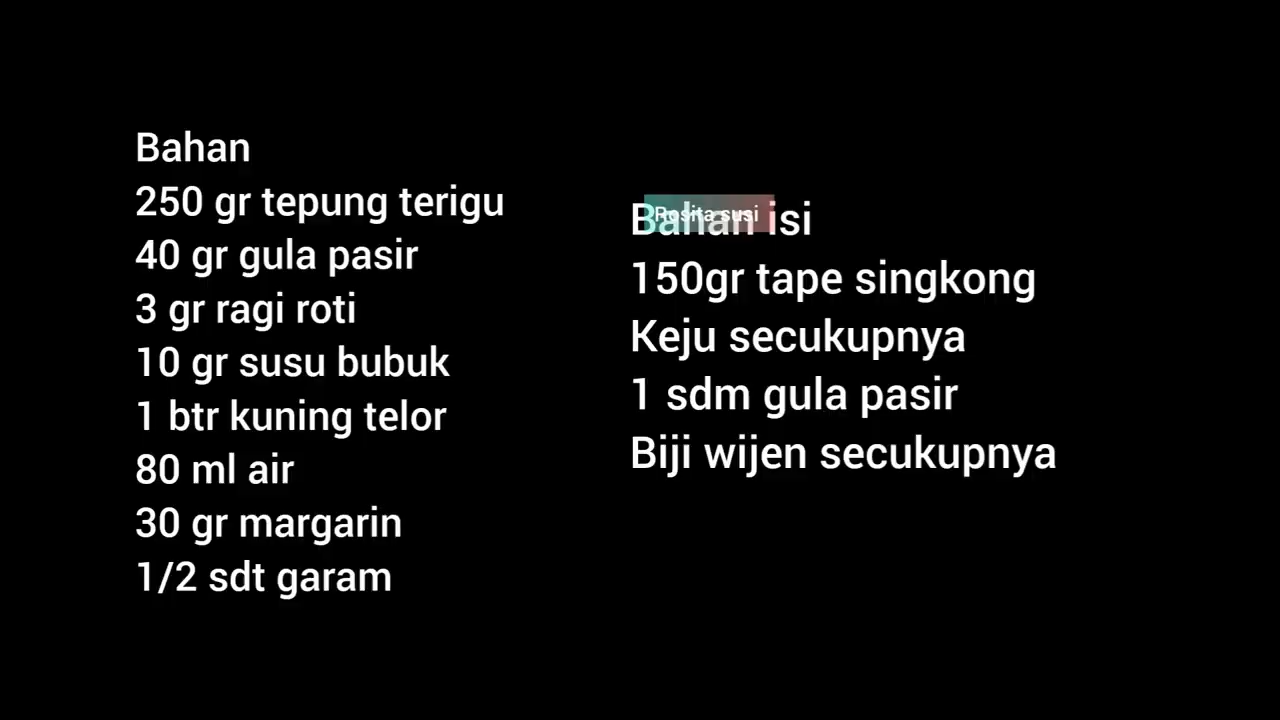 Bahan
250 gr tepung terigu
40 gr gula pasir
3 gr ragi roti
10 gr susu bubuk
1 btr kuning telor
80 ml air
30 gr margarin
1/2 sdt garam
Rosita susi
Bahan isi
150gr tape singkong
Keju secukupnya
1 sdm gula pasir
Biji wijen secukupnya